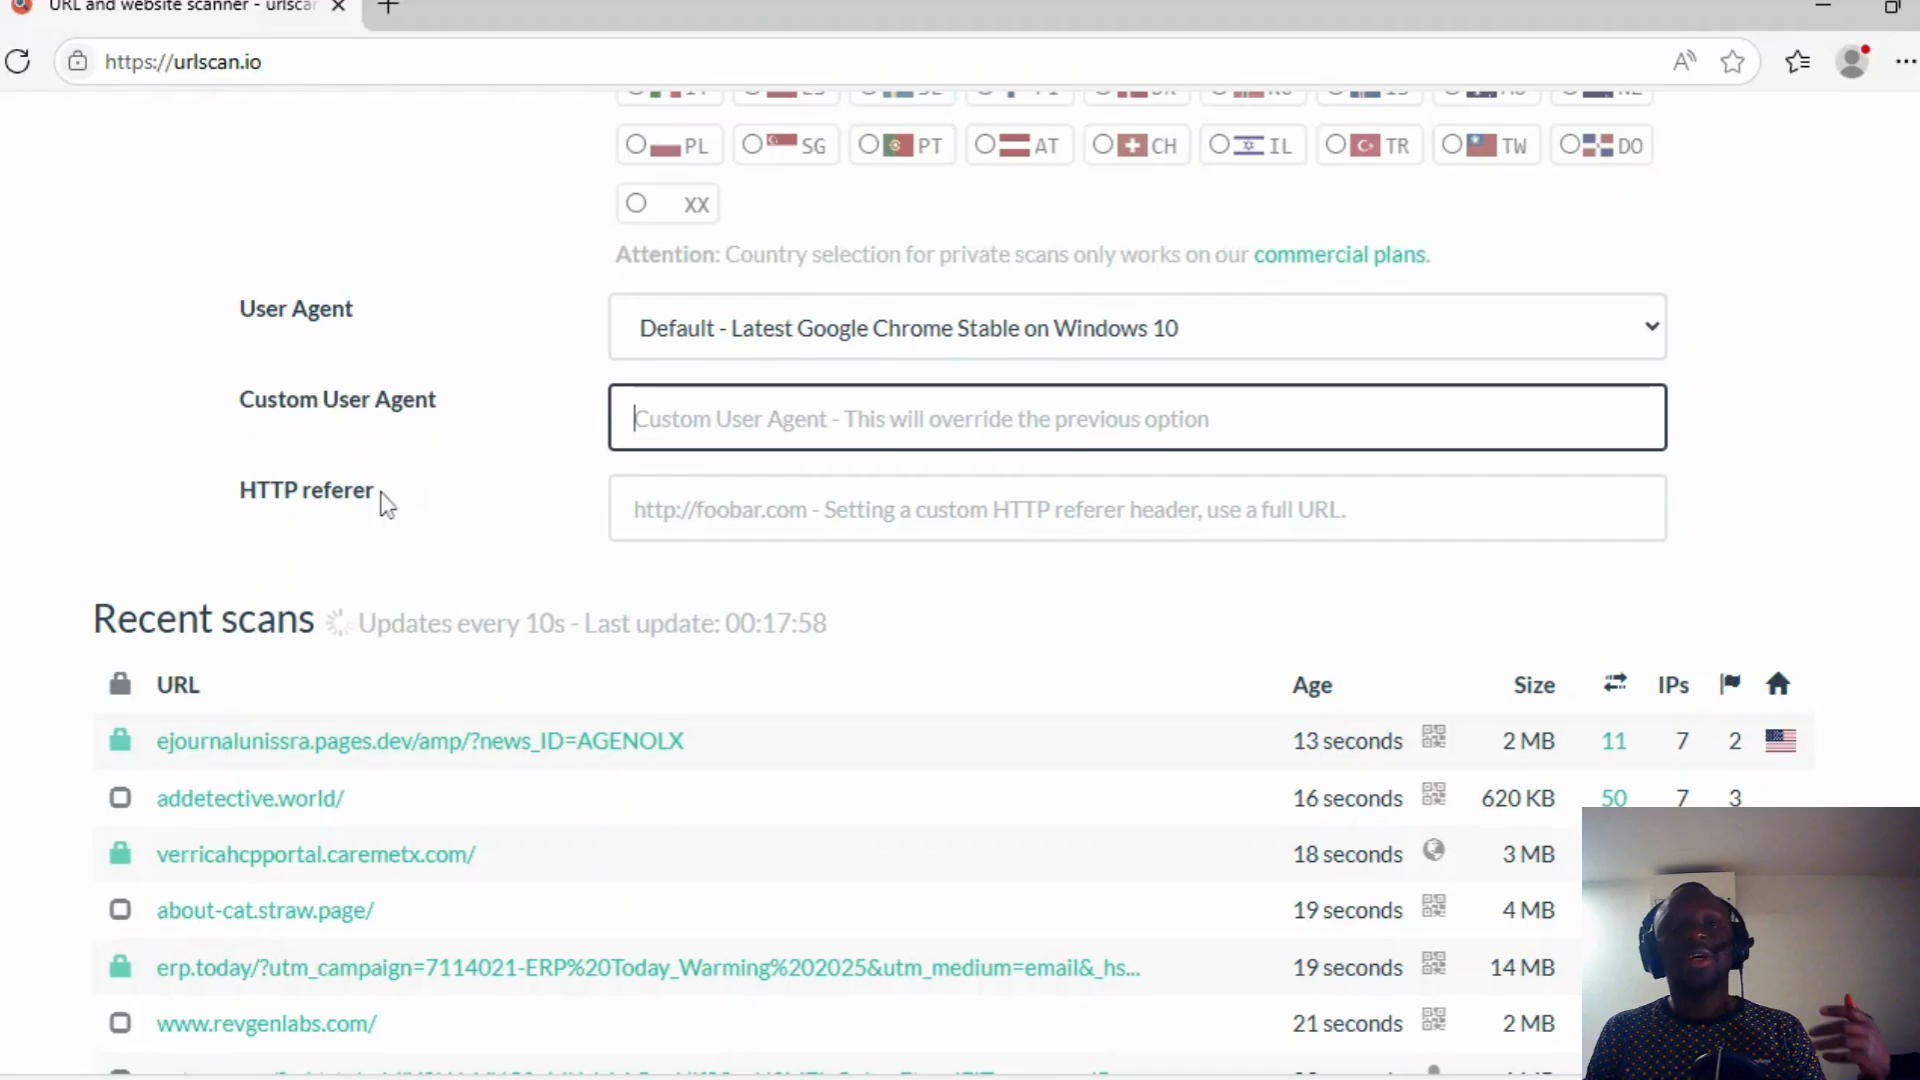 URL and website scanner - urlscan
https://urlscan.io
PL SG PT AT CH IL TR TW DO
XX
Attention: Country selection for private scans only works on our commercial plans.
User Agent
Default - Latest Google Chrome Stable on Windows 10
Custom User Agent
Custom User Agent - This will override the previous option
HTTP referer
http://foobar.com - Setting a custom HTTP referer header, use a full URL.
Recent scans Updates every 10s - Last update: 00:17:58
URL Age Size IPs
ejournalunissra.pages.dev/amp/?news_ID=AGENOLX 13 seconds 2 MB 11 7 2
addetective.world/ 16 seconds 620 KB 50 7 3
verricahcpportal.caremetx.com/ 18 seconds 3 MB
about-cat.straw.page/ 19 seconds 4 MB
erp.today/?utm_campaign=7114021-ERP%20Today_Warming%202025&utm_medium=email&_hs... 19 seconds 14 MB
www.revgenlabs.com/ 21 seconds 2 MB